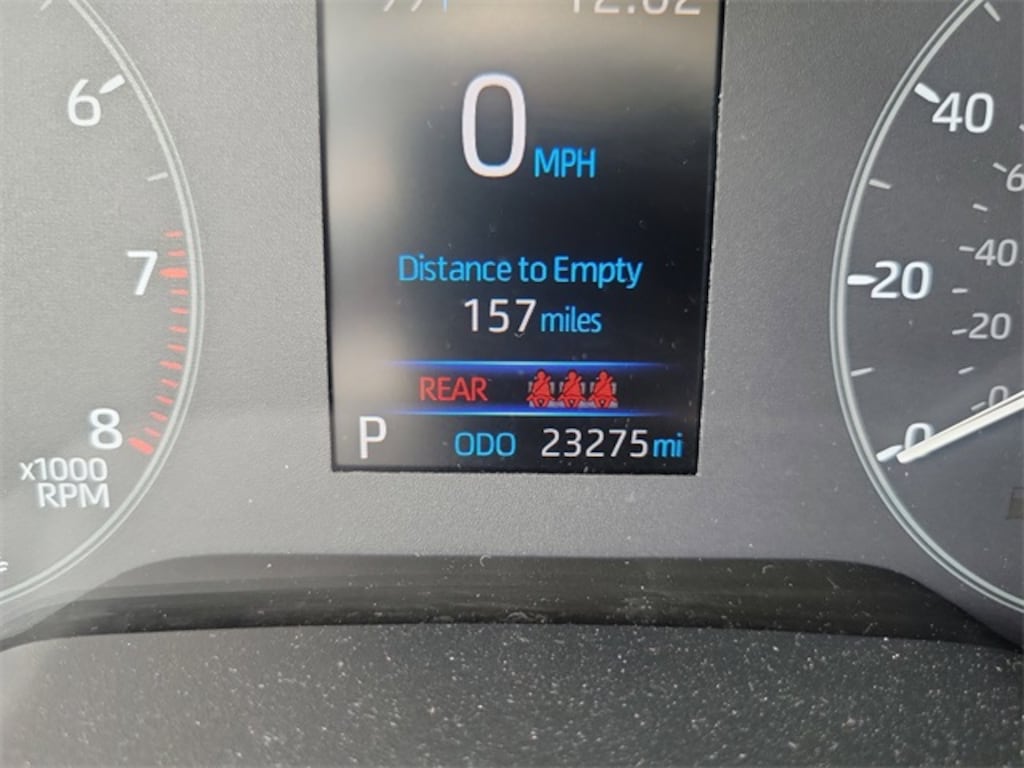 0 MPH
Distance to Empty
157 miles
REAR
P ODO 23275 mi
6
7
8
x1000
RPM
40
20
0
40
20
0